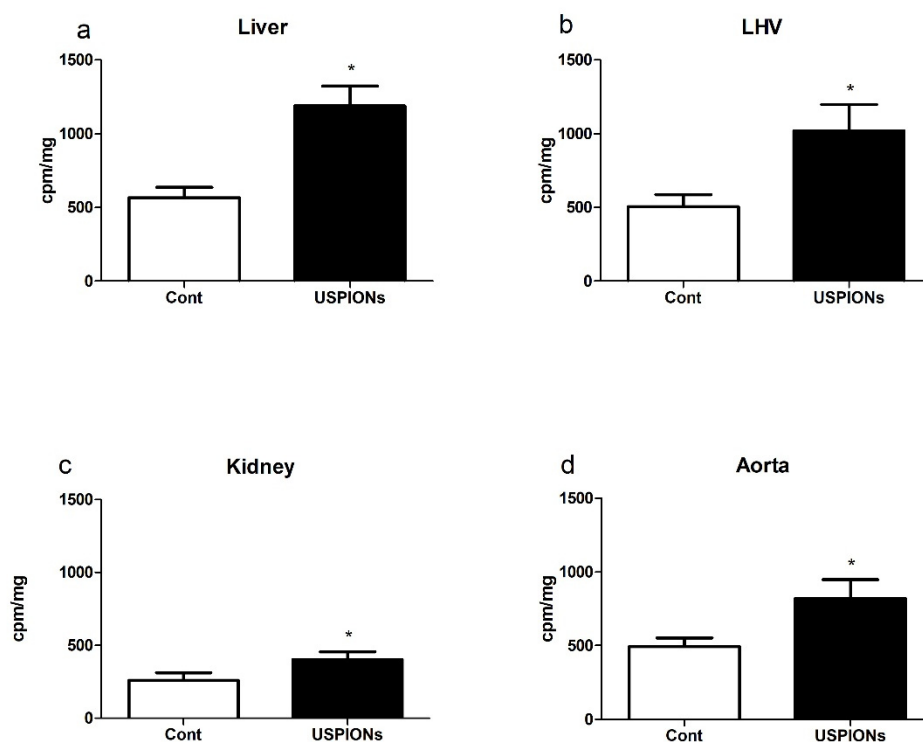 a
Liver
1500
1000
500
0
cpm/mg
*
Cont
USPIONs
b
LHV
1500
1000
500
0
cpm/mg
*
Cont
USPIONs
c
Kidney
1500
1000
500
0
cpm/mg
*
Cont
USPIONs
d
Aorta
1500
1000
500
0
cpm/mg
*
Cont
USPIONs